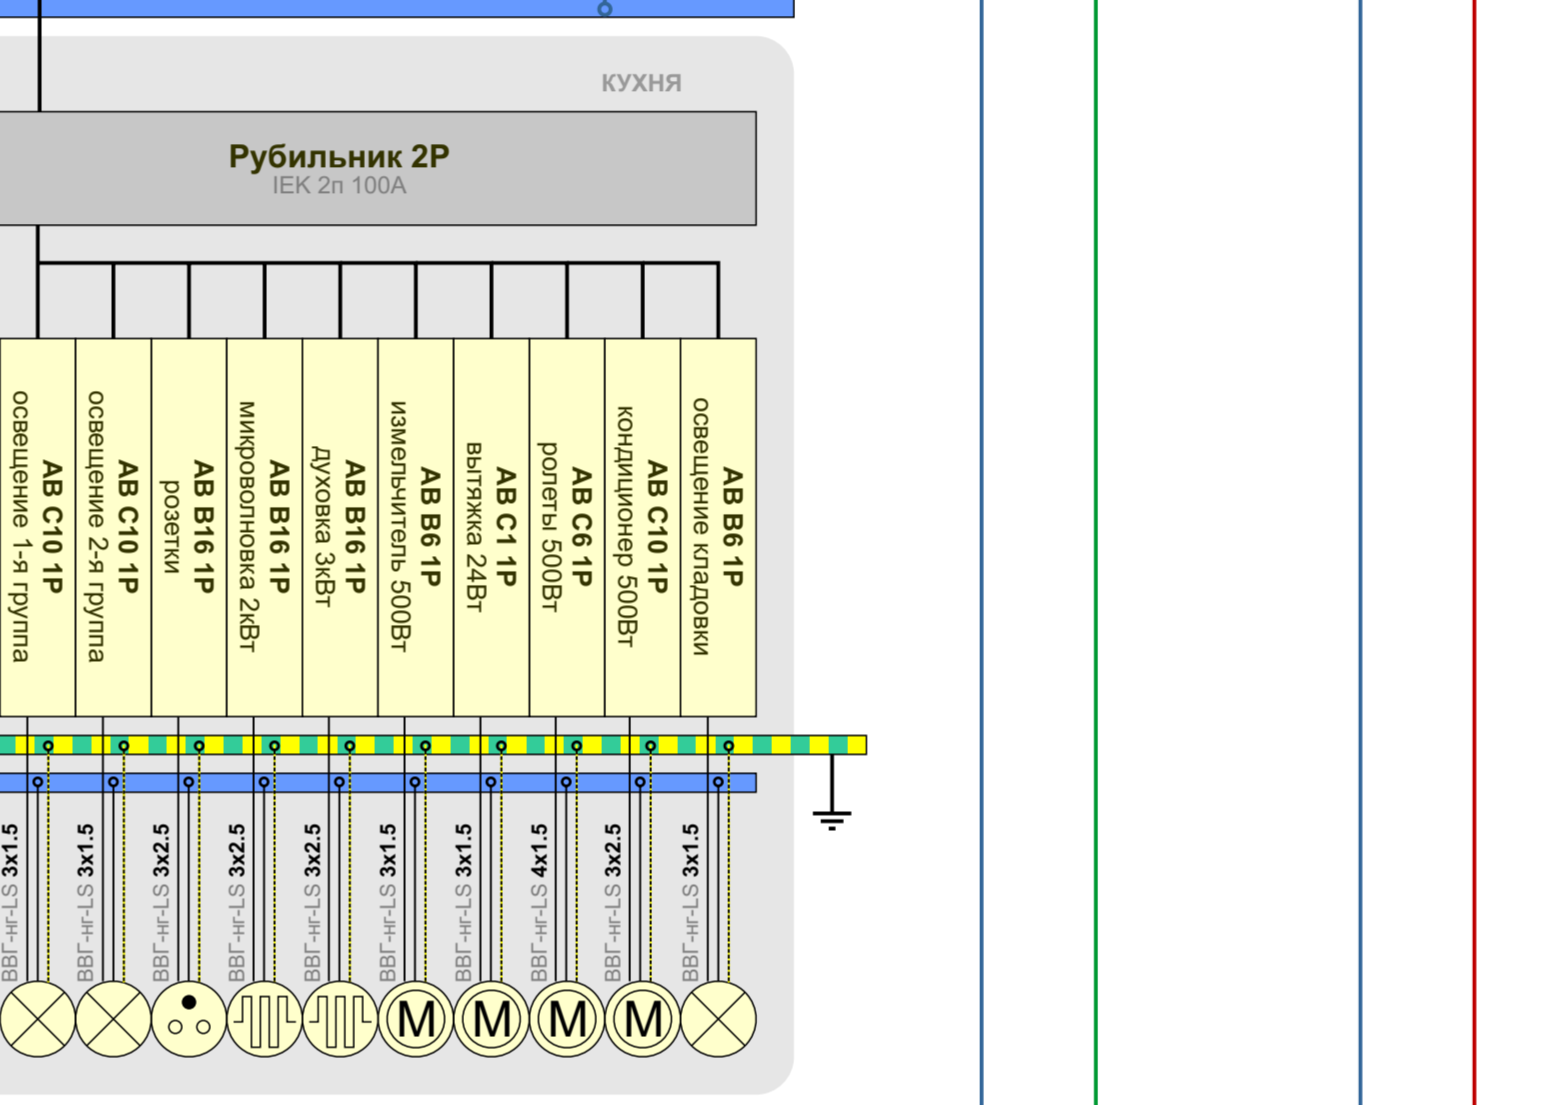 КУХНЯ
Рубильник 2Р
IEK 2п 100А
АВ С10 1Р
освещение 1-я группа
АВ С10 1Р
освещение 2-я группа
АВ В16 1Р
розетки
АВ В16 1Р
микроволновка 2кВт
АВ В16 1Р
духовка 3кВт
АВ В6 1Р
измельчитель 500Вт
АВ С1 1Р
вытяжка 24Вт
АВ С6 1Р
ролеты 500Вт
АВ С10 1Р
кондиционер 500Вт
АВ В6 1Р
освещение кладовки
ВВГ-нг-LS 3х1.5
ВВГ-нг-LS 3х1.5
ВВГ-нг-LS 3х2.5
ВВГ-нг-LS 3х2.5
ВВГ-нг-LS 3х2.5
ВВГ-нг-LS 3х1.5
ВВГ-нг-LS 3х1.5
ВВГ-нг-LS 4х1.5
ВВГ-нг-LS 3х2.5
ВВГ-нг-LS 3х1.5
М
М
М
М